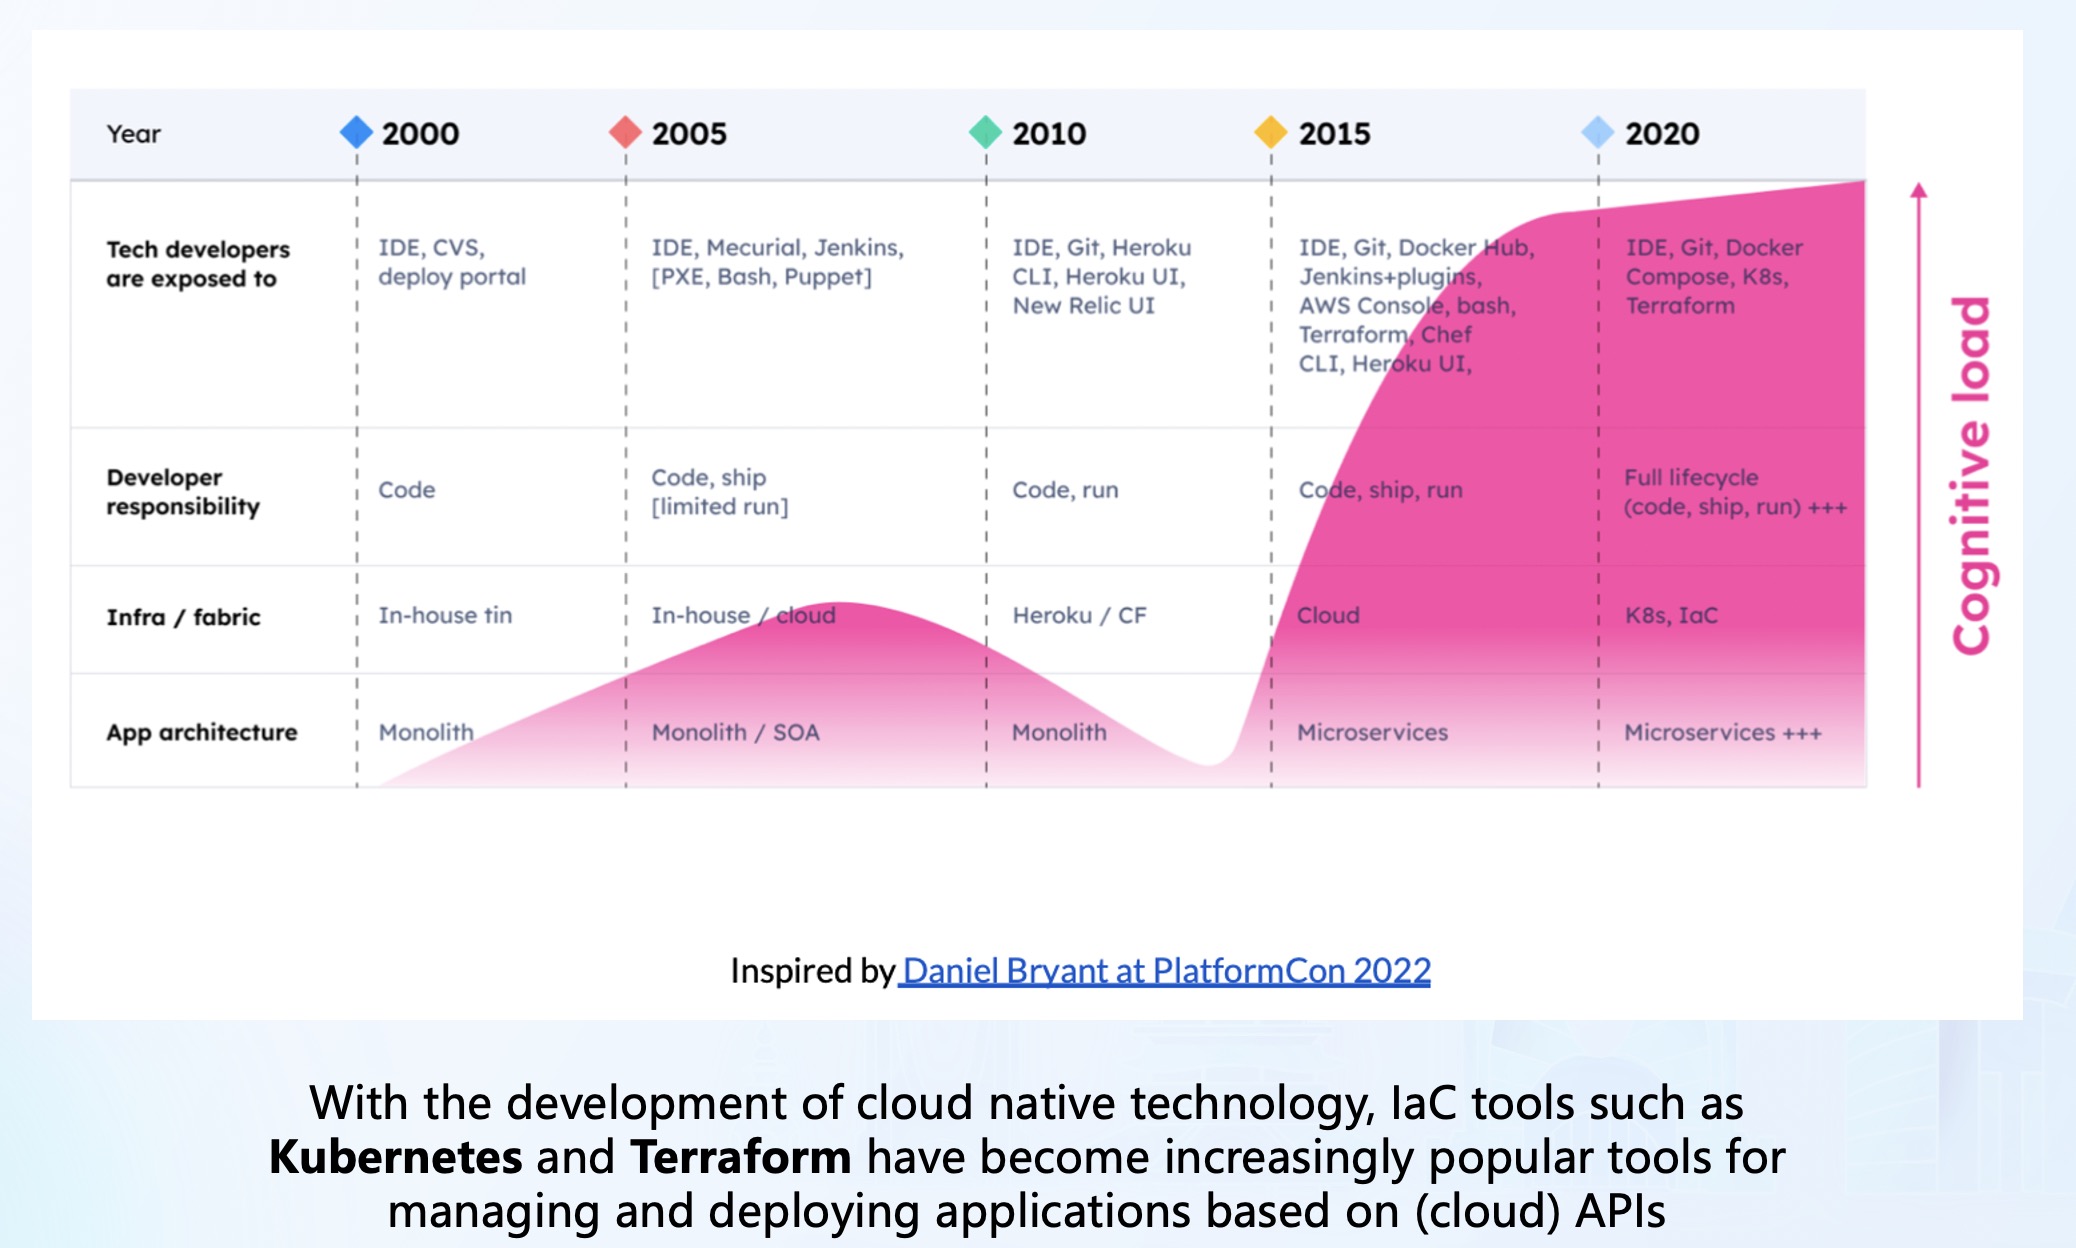 Year
2000
2005
2010
2015
2020
Tech developers
are exposed to
IDE, CVS,
deploy portal
IDE, Mecurial, Jenkins,
[PXE, Bash, Puppet]
IDE, Git, Heroku
CLI, Heroku UI,
New Relic UI
IDE, Git, Docker Hub,
Jenkins+plugins,
AWS Console, bash,
Terraform, Chef
CLI, Heroku UI,
IDE, Git, Docker
Compose, K8s,
Terraform
Developer
responsibility
Code
Code, ship
[limited run]
Code, run
Code, ship, run
Full lifecycle
(code, ship, run) +++
Infra / fabric
In-house tin
In-house / cloud
Heroku / CF
Cloud
K8s, IaC
App architecture
Monolith
Monolith / SOA
Monolith
Microservices
Microservices +++
Cognitive load
Inspired by Daniel Bryant at PlatformCon 2022
With the development of cloud native technology, IaC tools such as
Kubernetes and Terraform have become increasingly popular tools for
managing and deploying applications based on (cloud) APIs